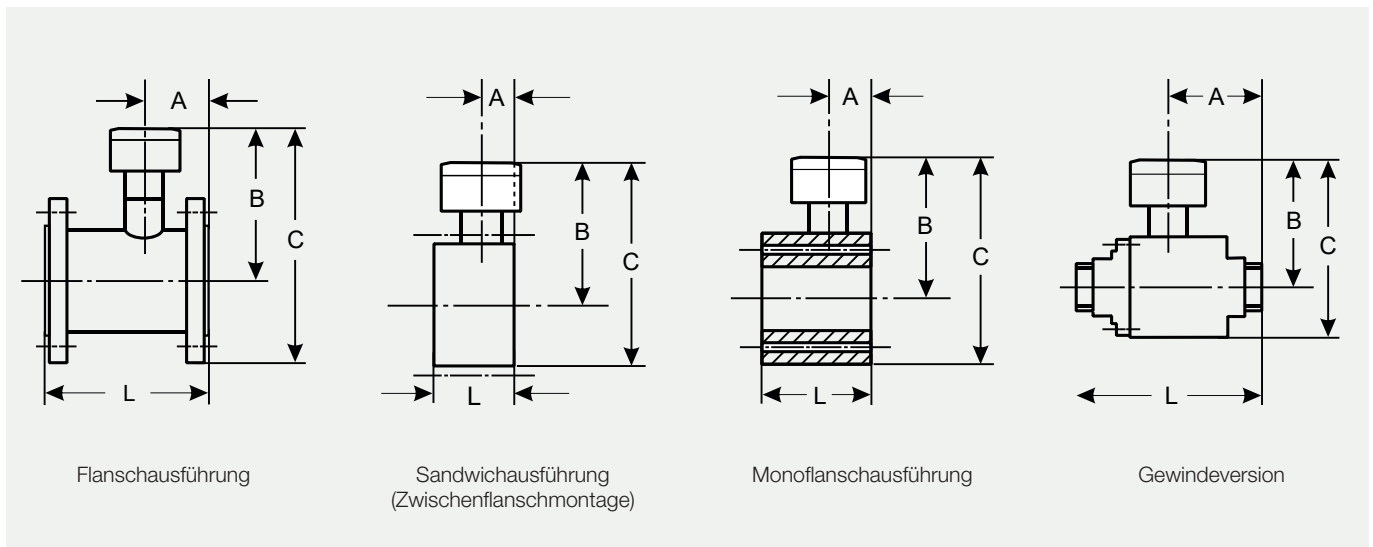 A
B
C
L
Flanschausführung
A
B
C
L
Sandwichausführung
(Zwischenflanschmontage)
A
B
C
L
Monoflanschausführung
A
B
C
L
Gewindeversion